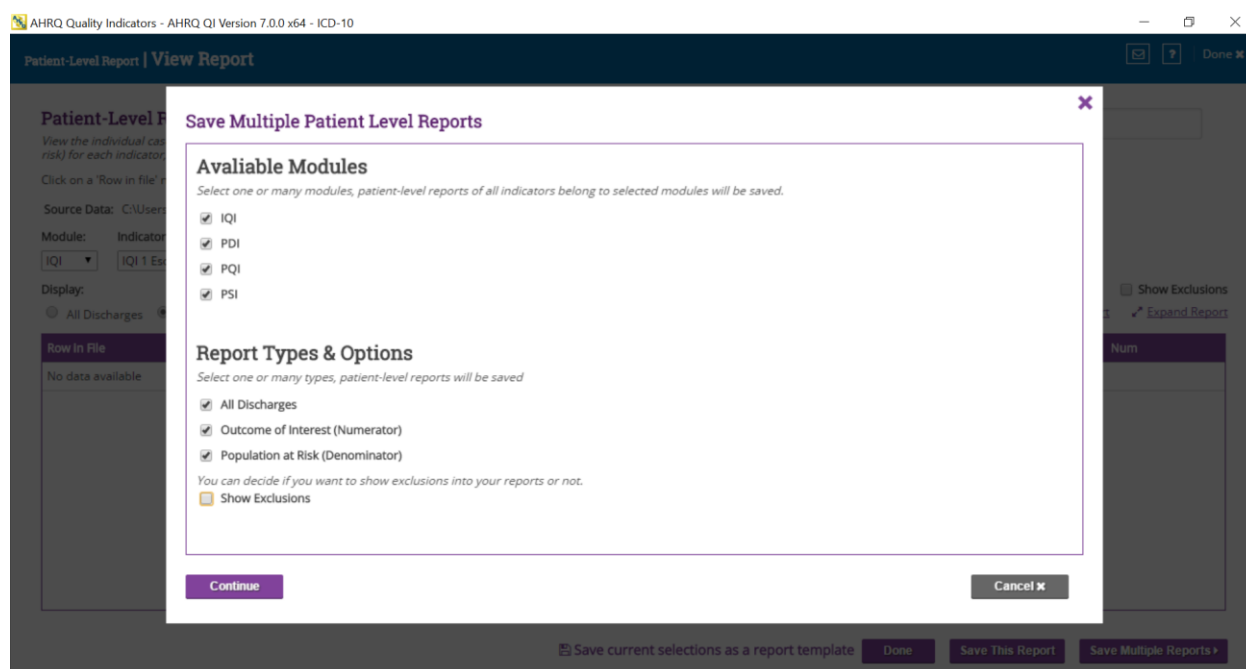 AHRQ Quality Indicators - AHRQ QI Version 7.0.0 x64 - ICD-10
Patient-Level Report | View Report
? Done ✖
Patient-Level R
View the individual cas
risk) for each indicator,
Click on a 'Row in file' r
Source Data: C:\Users
Module: Indicator
IQI IQI 1 Eso
Display:
All Discharges
Show Exclusions
Expand Report
Row In File Num
No data available
Save Multiple Patient Level Reports
Avaliable Modules
Select one or many modules, patient-level reports of all indicators belong to selected modules will be saved.
IQI
PDI
PQI
PSI
Report Types & Options
Select one or many types, patient-level reports will be saved
All Discharges
Outcome of Interest (Numerator)
Population at Risk (Denominator)
You can decide if you want to show exclusions into your reports or not.
Show Exclusions
Continue Cancel ✖
Save current selections as a report template Done Save This Report Save Multiple Reports